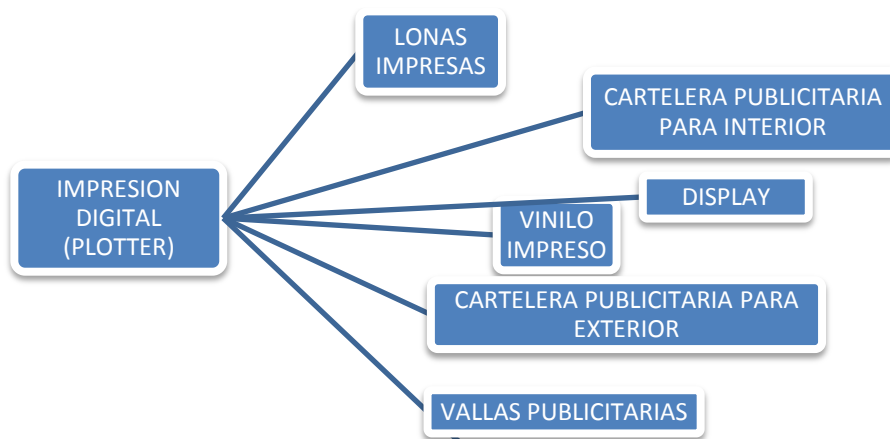 LONAS
IMPRESAS
CARTELERA PUBLICITARIA
PARA INTERIOR
IMPRESION
DIGITAL
(PLOTTER)
DISPLAY
VINILO
IMPRESO
CARTELERA PUBLICITARIA PARA
EXTERIOR
VALLAS PUBLICITARIAS